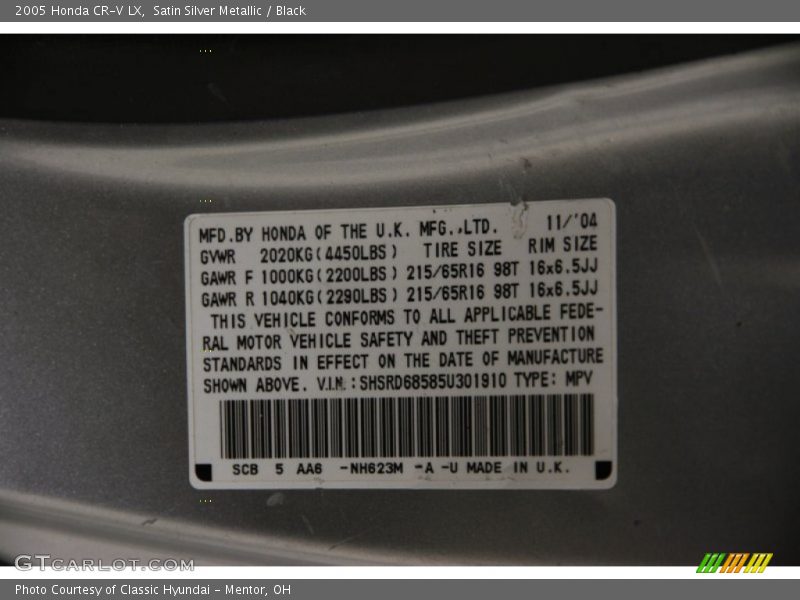 2005 Honda CR-V LX, Satin Silver Metallic / Black
MFD.BY HONDA OF THE U.K. MFG.,LTD. 11/'04
GVWR 2020KG(4450LBS) TIRE SIZE RIM SIZE
GAWR F 1000KG(2200LBS) 215/65R16 98T 16x6.5JJ
GAWR R 1040KG(2290LBS) 215/65R16 98T 16x6.5JJ
THIS VEHICLE CONFORMS TO ALL APPLICABLE FEDE-
RAL MOTOR VEHICLE SAFETY AND THEFT PREVENTION
STANDARDS IN EFFECT ON THE DATE OF MANUFACTURE
SHOWN ABOVE. V.I.N.:SHSRD68585U301910 TYPE: MPV
SCB 5 AA6 -NH623M -A -U MADE IN U.K.
GTCARLOT.COM
Photo Courtesy of Classic Hyundai - Mentor, OH